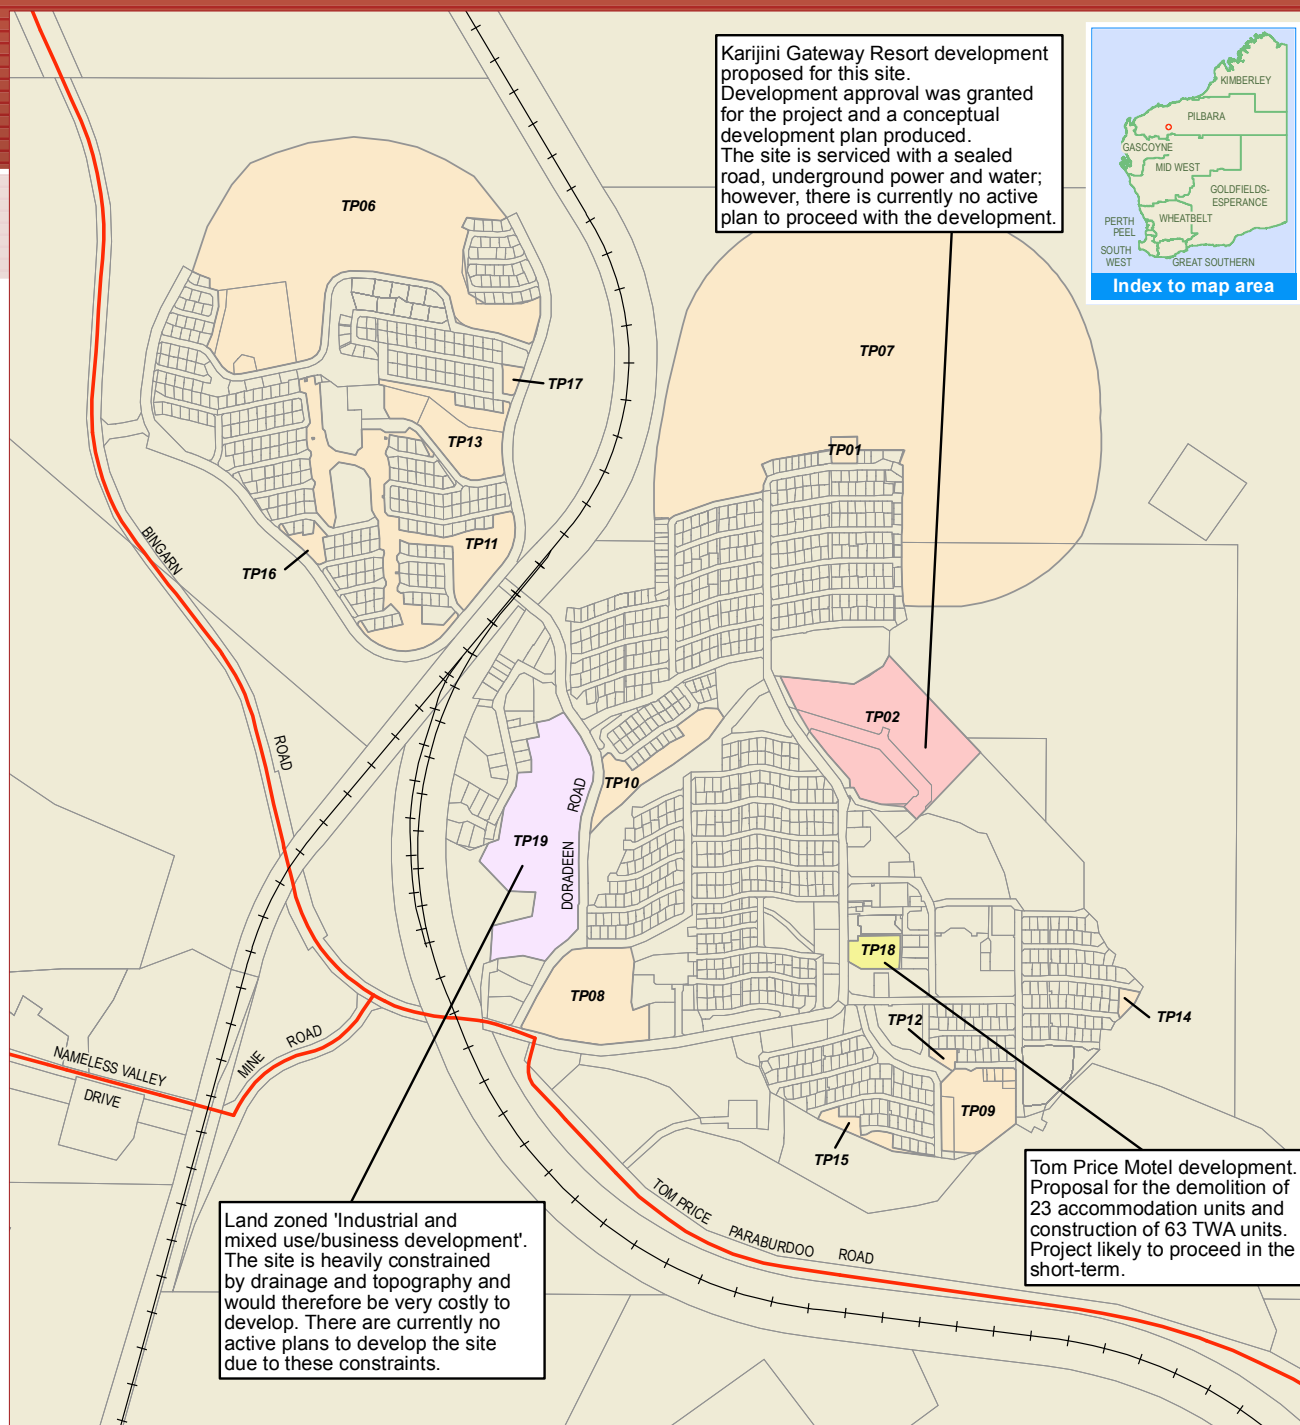 Karijini Gateway Resort development
proposed for this site.
Development approval was granted
for the project and a conceptual
development plan produced.
The site is serviced with a sealed
road, underground power and water;
however, there is currently no active
plan to proceed with the development.
KIMBERLEY
PILBARA
GASCOYNE
MID WEST
GOLDFIELDS-
ESPERANCE
WHEATBELT
PERTH
PEEL
SOUTH
WEST
GREAT SOUTHERN
Index to map area
TP06
TP07
TP17
TP13
TP01
TP11
TP16
BINGARN
ROAD
TP02
TP10
DORADEEN
ROAD
TP19
TP18
TP08
TP12
TP14
TP09
TP15
NAMELESS VALLEY
DRIVE
MINE
ROAD
TOM PRICE
PARABURDOO
ROAD
Land zoned 'Industrial and
mixed use/business development'.
The site is heavily constrained
by drainage and topography and
would therefore be very costly to
develop. There are currently no
active plans to develop the site
due to these constraints.
Tom Price Motel development.
Proposal for the demolition of
23 accommodation units and
construction of 63 TWA units.
Project likely to proceed in the
short-term.